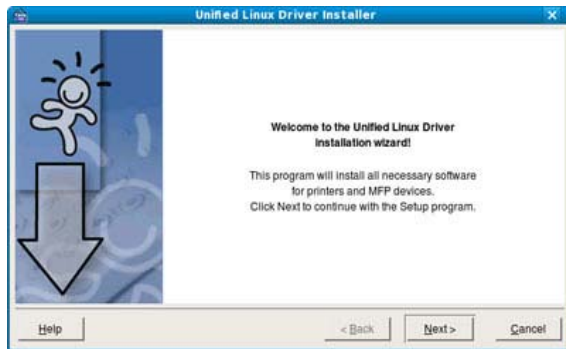 Unified Linux Driver Installer
Welcome to the Unified Linux Driver
Installation wizard!
This program will install all necessary software
for printers and MFP devices.
Click Next to continue with the Setup program.
Help
< Back
Next >
Cancel